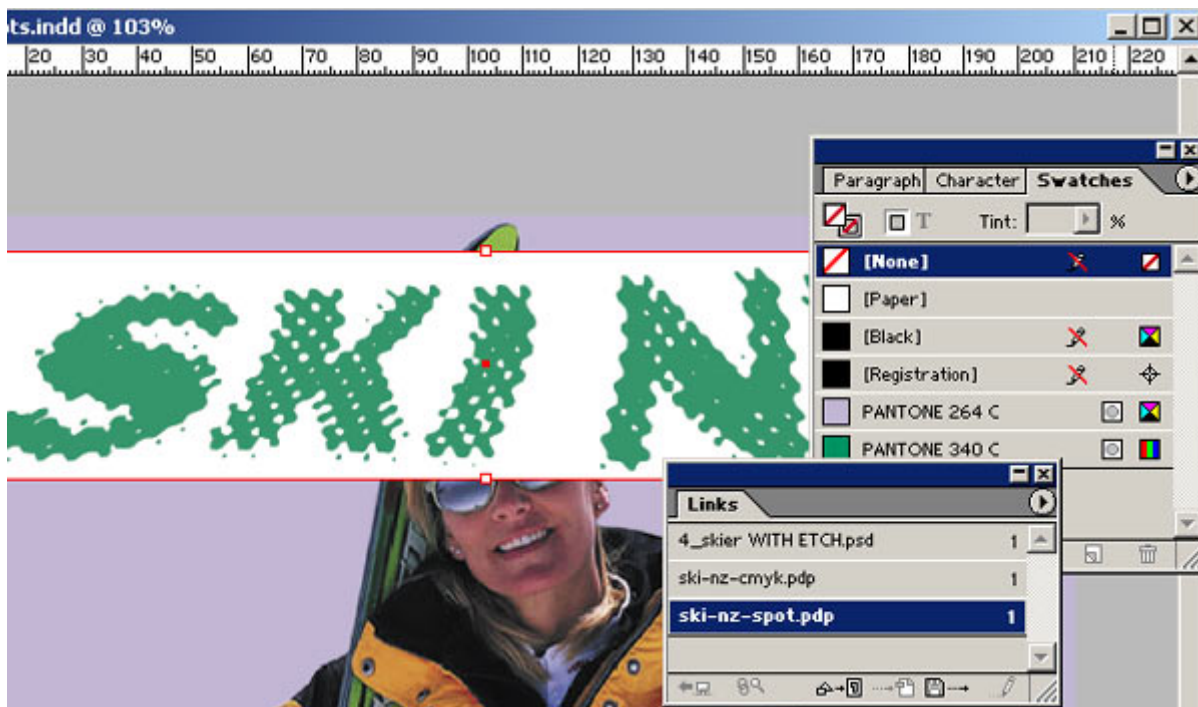 ts.indd @ 103%
20 30 40 50 60 70 80 90 100 110 120 130 140 150 160 170 180 190 200 210 220
Paragraph Character Swatches
T Tint: %
[None]
[Paper]
[Black]
[Registration]
PANTONE 264 C
PANTONE 340 C
SKI N
Links
4_skier WITH ETCH.psd 1
ski-nz-cmyk.pdp 1
ski-nz-spot.pdp 1